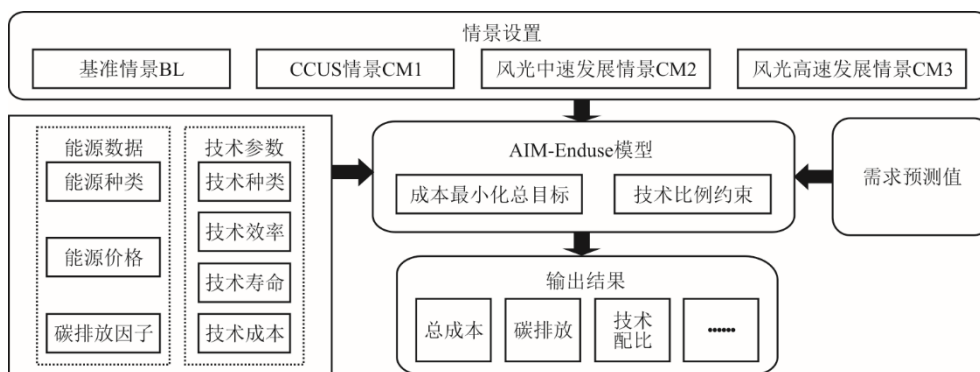 情景设置
基准情景BL
CCUS情景CM1
风光中速发展情景CM2
风光高速发展情景CM3
能源数据
能源种类
能源价格
碳排放因子
技术参数
技术种类
技术效率
技术寿命
技术成本
AIM-Enduse模型
成本最小化总目标
技术比例约束
需求预测值
输出结果
总成本
碳排放
技术
配比
……